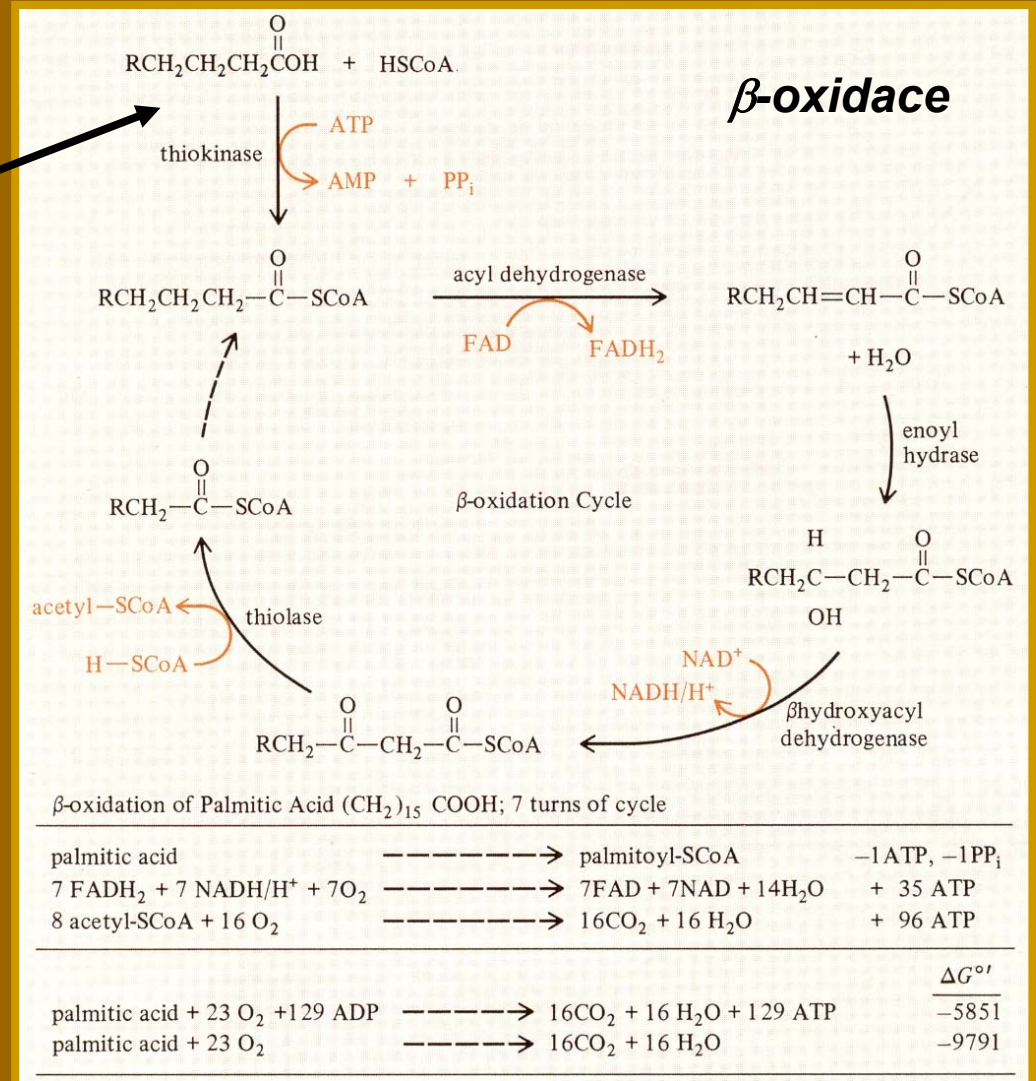 β-oxidace
O
||
RCH₂CH₂CH₂COH + HSCoA.
thiokinase
ATP
AMP + PPᵢ
O
||
RCH₂CH₂CH₂—C—SCoA
acyl dehydrogenase
FAD
FADH₂
O
||
RCH₂CH=CH—C—SCoA
+ H₂O
enoyl
hydrase
H O
||
RCH₂C—CH₂—C—SCoA
OH
NAD⁺
NADH/H⁺
βhydroxyacyl
dehydrogenase
O O
|| ||
RCH₂—C—CH₂—C—SCoA
thiolase
acetyl—SCoA
H—SCoA
O
||
RCH₂—C—SCoA
β-oxidation Cycle
β-oxidation of Palmitic Acid (CH₂)₁₅ COOH; 7 turns of cycle
palmitic acid -----→ palmitoyl-SCoA −1ATP, −1PPᵢ
7 FADH₂ + 7 NADH/H⁺ + 7O₂ -----→ 7FAD + 7NAD + 14H₂O + 35 ATP
8 acetyl-SCoA + 16 O₂ -----→ 16CO₂ + 16 H₂O + 96 ATP
ΔG°′
palmitic acid + 23 O₂ +129 ADP -----→ 16CO₂ + 16 H₂O + 129 ATP −5851
palmitic acid + 23 O₂ -----→ 16CO₂ + 16 H₂O −9791